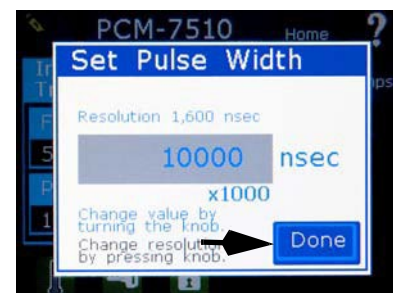 PCM-7510
Home
?
Set Pulse Width
Resolution 1,600 nsec
10000 nsec
x1000
Change value by
turning the knob.
Change resolution
by pressing knob.
Done